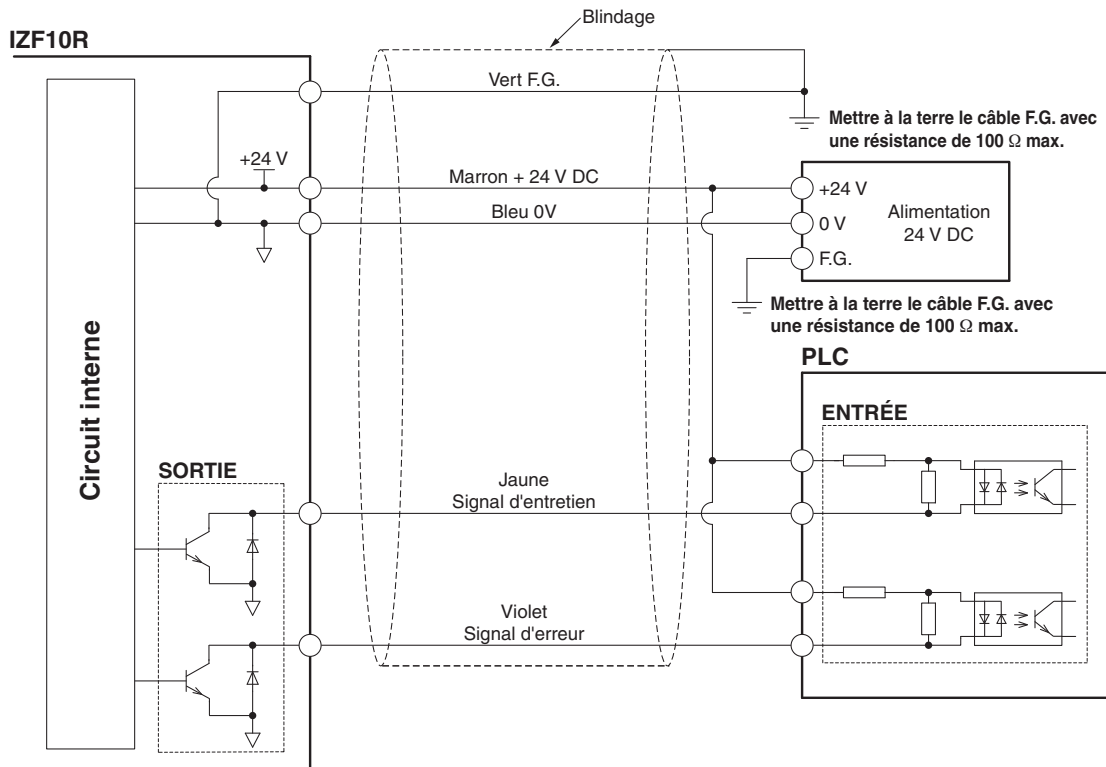 Blindage
IZF10R
Vert F.G.
Mettre à la terre le câble F.G. avec
une résistance de 100 Ω max.
+24 V
Marron + 24 V DC
+24 V
Bleu 0V
0 V
Alimentation
24 V DC
F.G.
Mettre à la terre le câble F.G. avec
une résistance de 100 Ω max.
PLC
ENTRÉE
Circuit interne
SORTIE
Jaune
Signal d'entretien
Violet
Signal d'erreur